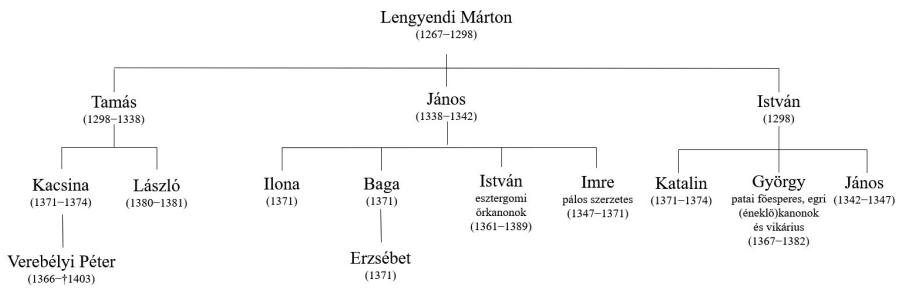 Lengyendi Márton
(1267–1298)
Tamás
(1298–1338)
János
(1338–1342)
István
(1298)
Kacsina
(1371–1374)
László
(1380–1381)
Ilona
(1371)
Baga
(1371)
István
esztergomi
őrkanonok
(1361–1389)
Imre
pálos szerzetes
(1347–1371)
Katalin
(1371–1374)
György
patai főesperes, egri
(éneklő)kanonok
és vikárius
(1367–1382)
János
(1342–1347)
Verebélyi Péter
(1366–†1403)
Erzsébet
(1371)